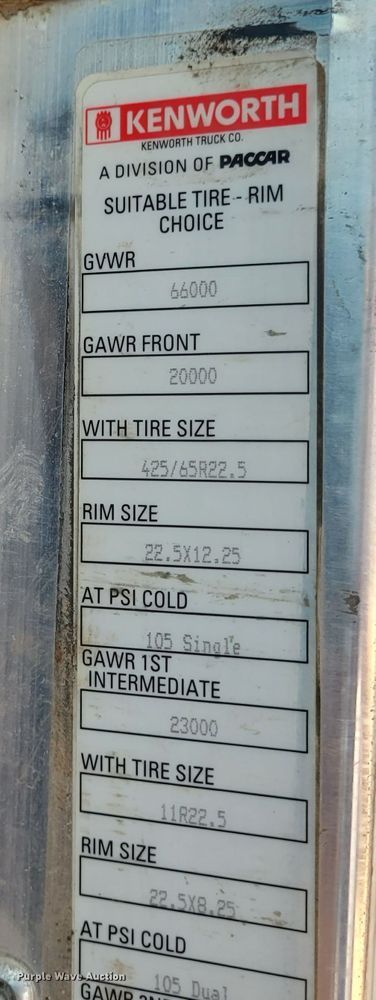 KENWORTH
KENWORTH TRUCK CO.
A DIVISION OF PACCAR
SUITABLE TIRE - RIM
CHOICE
GVWR
66000
GAWR FRONT
20000
WITH TIRE SIZE
425/65R22.5
RIM SIZE
22.5X12.25
AT PSI COLD
105 Single
GAWR 1ST
INTERMEDIATE
23000
WITH TIRE SIZE
11R22.5
RIM SIZE
22.5X8.25
AT PSI COLD
105 Dual
Purple Wave Auction
GAWR 2ND